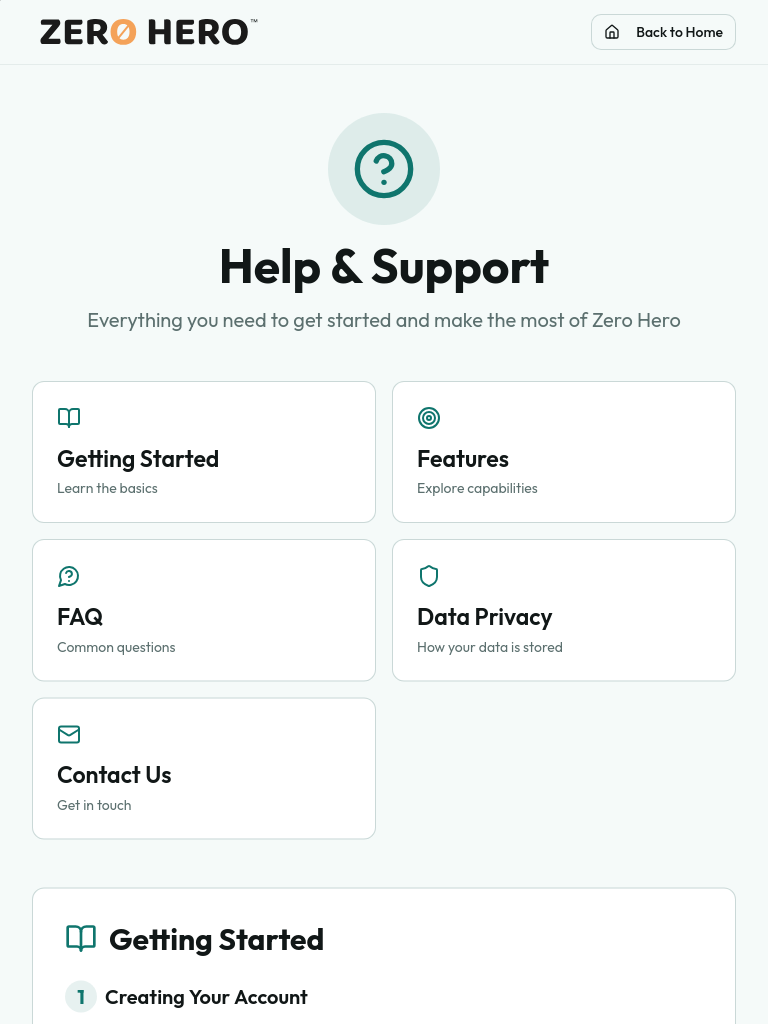 ZERO HERO™
Back to Home
Help & Support
Everything you need to get started and make the most of Zero Hero
Getting Started
Learn the basics
Features
Explore capabilities
FAQ
Common questions
Data Privacy
How your data is stored
Contact Us
Get in touch
Getting Started
1 Creating Your Account